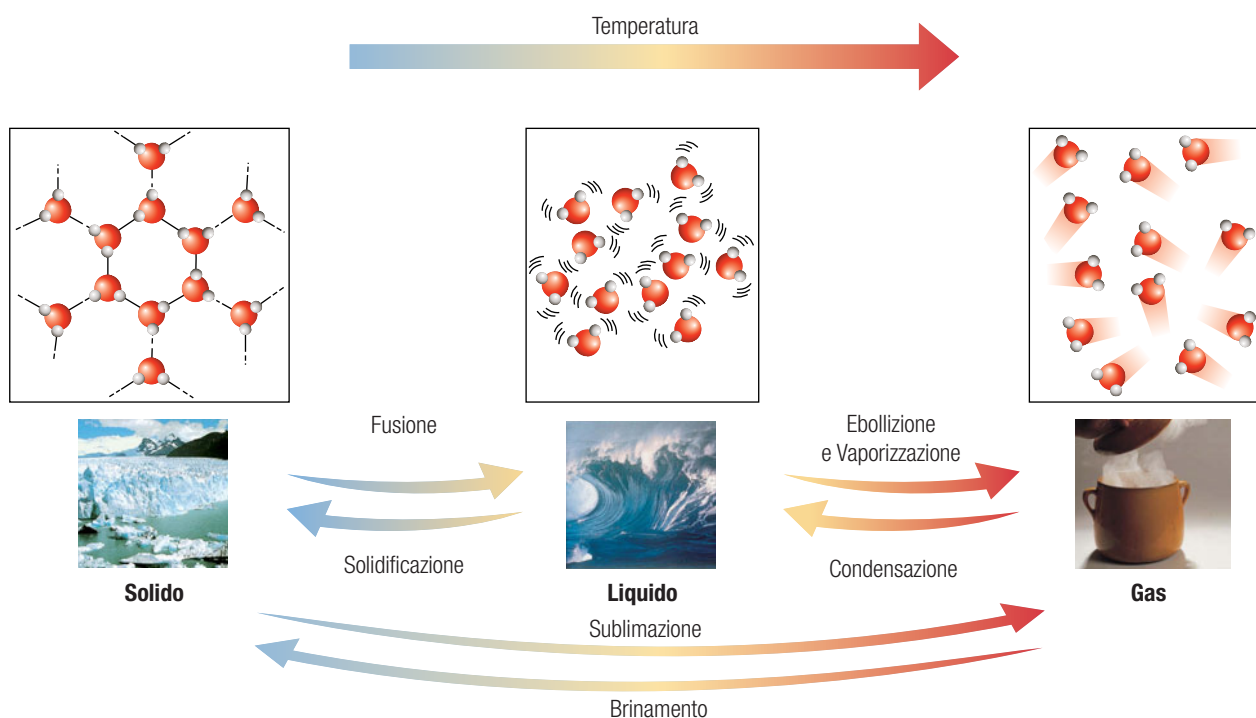 Temperatura
Fusione
Ebollizione
e Vaporizzazione
Solidificazione
Condensazione
Solido
Liquido
Gas
Sublimazione
Brinamento